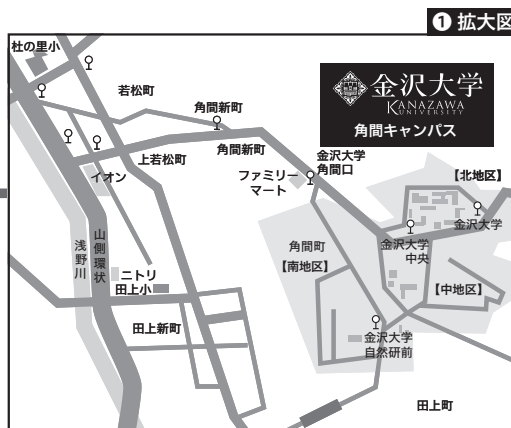 ❶ 拡大図
杜の里小
若松町
角間新町
金沢大学
KANAZAWA
UNIVERSITY
角間キャンパス
上若松町
角間新町
金沢大学
角間口
イオン
ファミリー
マート
【北地区】
金沢大学
角間町
【南地区】
金沢大学
中央
浅野川
山側環状
ニトリ
田上小
【中地区】
田上新町
金沢大学
自然研前
田上町